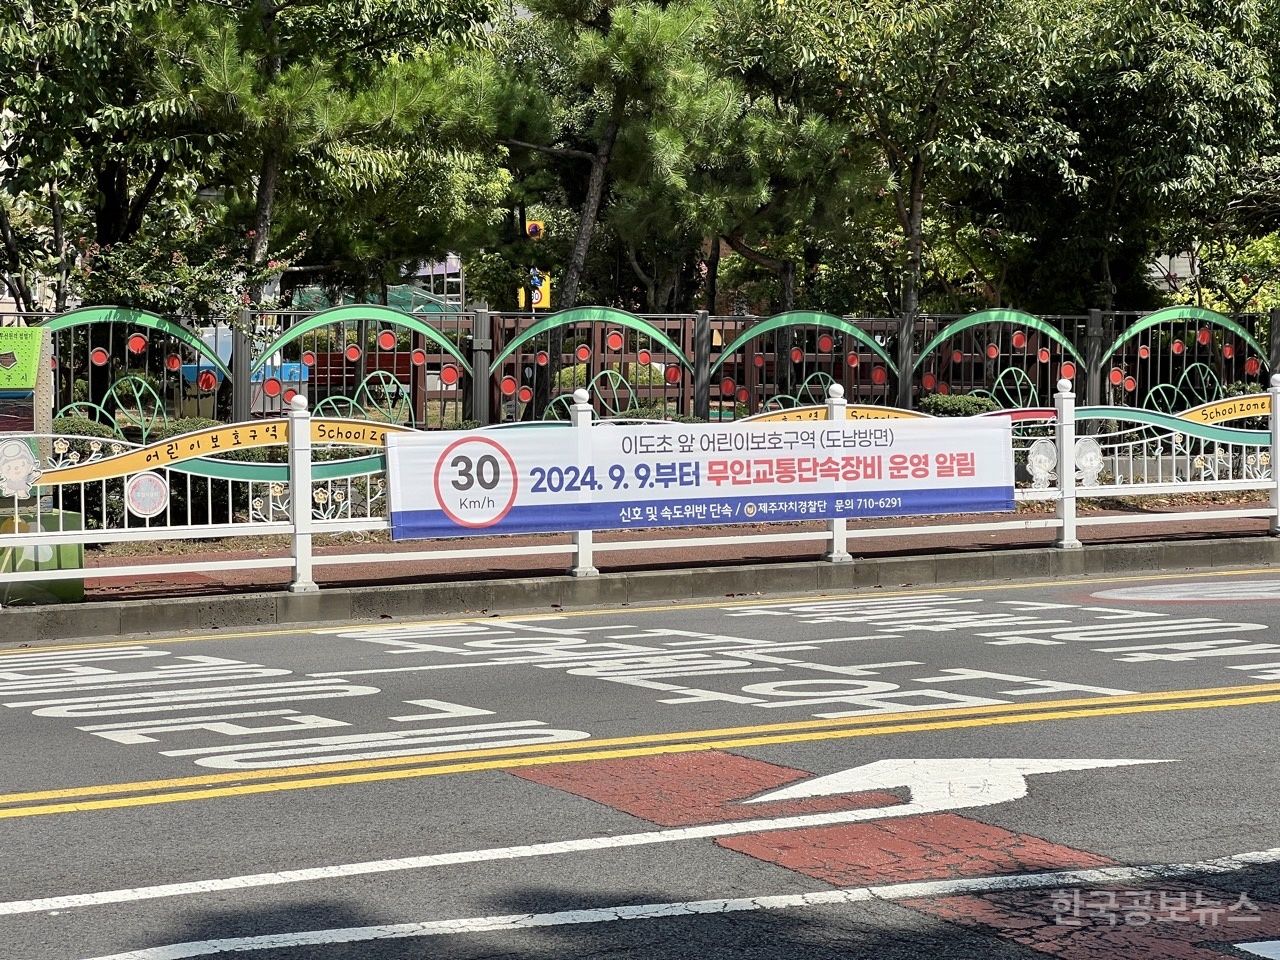 어린이보호구역
School zo
School
School zone
30
Km/h
이도초 앞 어린이보호구역 (도남방면)
2024. 9. 9.부터 무인교통단속장비 운영 알림
신호 및 속도위반 단속 / 제주자치경찰단 문의 710-6291
한국공보뉴스